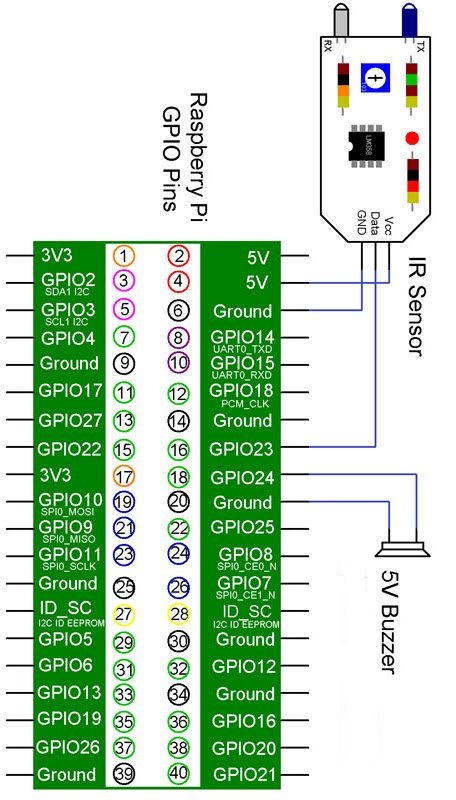 RX
TX
103
LM358
GND
Data
Vcc
IR Sensor
Raspberry Pi
GPIO Pins
3V3 1 2 5V
GPIO2 3 4 5V
SDA1 I2C
GPIO3 5 6 Ground
SCL1 I2C
GPIO4 7 8 GPIO14
UART0_TXD
Ground 9 10 GPIO15
UART0_RXD
GPIO17 11 12 GPIO18
PCM_CLK
GPIO27 13 14 Ground
GPIO22 15 16 GPIO23
3V3 17 18 GPIO24
GPIO10 19 20 Ground
SPI0_MOSI
GPIO9 21 22 GPIO25
SPI0_MISO
GPIO11 23 24 GPIO8
SPI0_SCLK SPI0_CE0_N
Ground 25 26 GPIO7
SPI0_CE1_N
ID_SC 27 28 ID_SC
I2C ID EEPROM I2C ID EEPROM
GPIO5 29 30 Ground
GPIO6 31 32 GPIO12
GPIO13 33 34 Ground
GPIO19 35 36 GPIO16
GPIO26 37 38 GPIO20
Ground 39 40 GPIO21
5V Buzzer